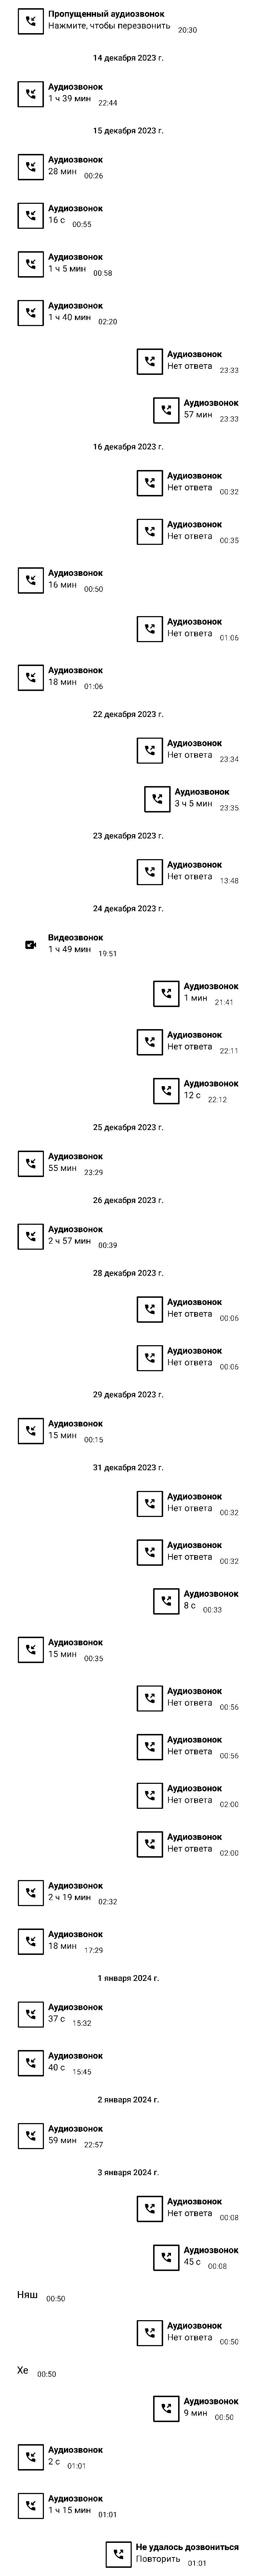 Пропущенный аудиозвонок
Нажмите, чтобы перезвонить 20:30
14 декабря 2023 г.
Аудиозвонок
1 ч 39 мин 22:44
15 декабря 2023 г.
Аудиозвонок
28 мин 00:26
Аудиозвонок
16 с 00:55
Аудиозвонок
1 ч 5 мин 00:58
Аудиозвонок
1 ч 40 мин 02:20
Аудиозвонок
Нет ответа 23:33
Аудиозвонок
57 мин 23:33
16 декабря 2023 г.
Аудиозвонок
Нет ответа 00:32
Аудиозвонок
Нет ответа 00:35
Аудиозвонок
16 мин 00:50
Аудиозвонок
Нет ответа 01:06
Аудиозвонок
18 мин 01:06
22 декабря 2023 г.
Аудиозвонок
Нет ответа 23:34
Аудиозвонок
3 ч 5 мин 23:35
23 декабря 2023 г.
Аудиозвонок
Нет ответа 13:48
24 декабря 2023 г.
Видеозвонок
1 ч 49 мин 19:51
Аудиозвонок
1 мин 21:41
Аудиозвонок
Нет ответа 22:11
Аудиозвонок
12 с 22:12
25 декабря 2023 г.
Аудиозвонок
55 мин 23:29
26 декабря 2023 г.
Аудиозвонок
2 ч 57 мин 00:39
28 декабря 2023 г.
Аудиозвонок
Нет ответа 00:06
Аудиозвонок
Нет ответа 00:06
29 декабря 2023 г.
Аудиозвонок
15 мин 00:15
31 декабря 2023 г.
Аудиозвонок
Нет ответа 00:32
Аудиозвонок
Нет ответа 00:32
Аудиозвонок
8 с 00:33
Аудиозвонок
15 мин 00:35
Аудиозвонок
Нет ответа 00:56
Аудиозвонок
Нет ответа 00:56
Аудиозвонок
Нет ответа 02:00
Аудиозвонок
Нет ответа 02:00
Аудиозвонок
2 ч 19 мин 02:32
Аудиозвонок
18 мин 17:29
1 января 2024 г.
Аудиозвонок
37 с 15:32
Аудиозвонок
40 с 15:45
2 января 2024 г.
Аудиозвонок
59 мин 22:57
3 января 2024 г.
Аудиозвонок
Нет ответа 00:08
Аудиозвонок
45 с 00:08
Няш 00:50
Аудиозвонок
Нет ответа 00:50
Хе 00:50
Аудиозвонок
9 мин 00:50
Аудиозвонок
2 с 01:01
Аудиозвонок
1 ч 15 мин 01:01
Не удалось дозвониться
Повторить 01:01